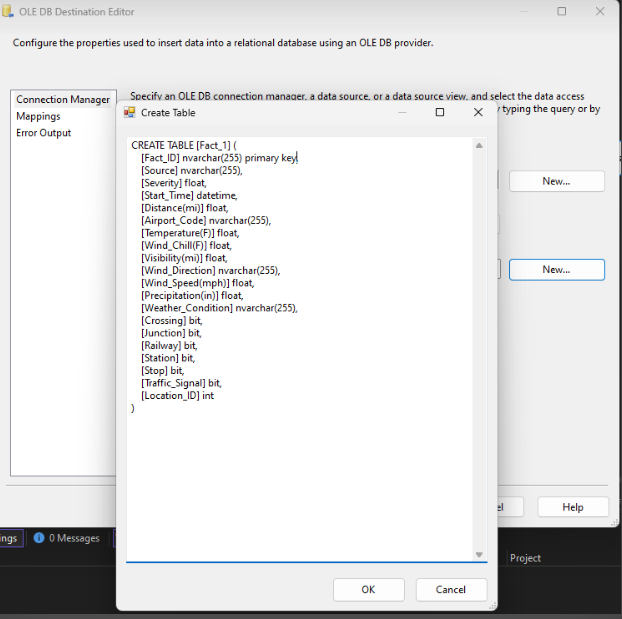 OLE DB Destination Editor
Configure the properties used to insert data into a relational database using an OLE DB provider.
Connection Manager
Mappings
Error Output
Specify an OLE DB connection manager, a data source, or a data source view, and select the data access
typing the query or by
New...
New...
Help
Create Table
CREATE TABLE [Fact_1] (
[Fact_ID] nvarchar(255) primary key,
[Source] nvarchar(255),
[Severity] float,
[Start_Time] datetime,
[Distance(mi)] float,
[Airport_Code] nvarchar(255),
[Temperature(F)] float,
[Wind_Chill(F)] float,
[Visibility(mi)] float,
[Wind_Direction] nvarchar(255),
[Wind_Speed(mph)] float,
[Precipitation(in)] float,
[Weather_Condition] nvarchar(255),
[Crossing] bit,
[Junction] bit,
[Railway] bit,
[Station] bit,
[Stop] bit,
[Traffic_Signal] bit,
[Location_ID] int
)
OK
Cancel
ngs
0 Messages
Project